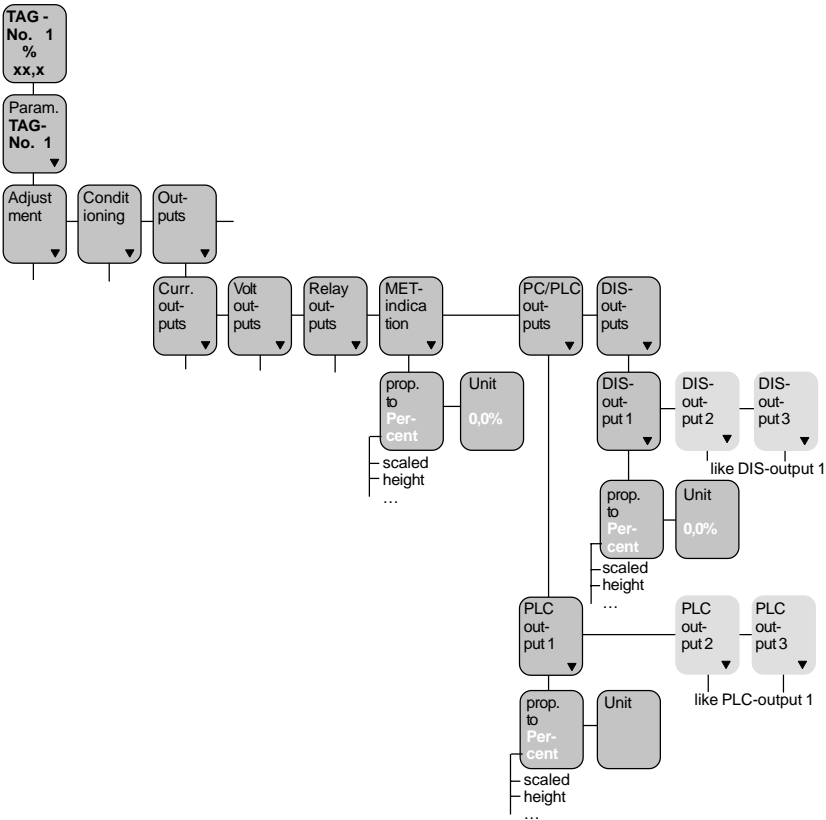 TAG -
No. 1
%
xx,x
Param.
TAG-
No. 1
Adjust
ment
Condit
ioning
Out-
puts
Curr.
out-
puts
Volt
out-
puts
Relay
out-
puts
MET-
indica
tion
PC/PLC
out-
puts
DIS-
out-
puts
prop.
to
Per-
cent
scaled
height
...
Unit
0,0%
DIS-
out-
put 1
DIS-
out-
put 2
DIS-
out-
put 3
like DIS-output 1
prop.
to
Per-
cent
scaled
height
...
Unit
0,0%
PLC
out-
put 1
PLC
out-
put 2
PLC
out-
put 3
like PLC-output 1
prop.
to
Per-
cent
scaled
height
...
Unit